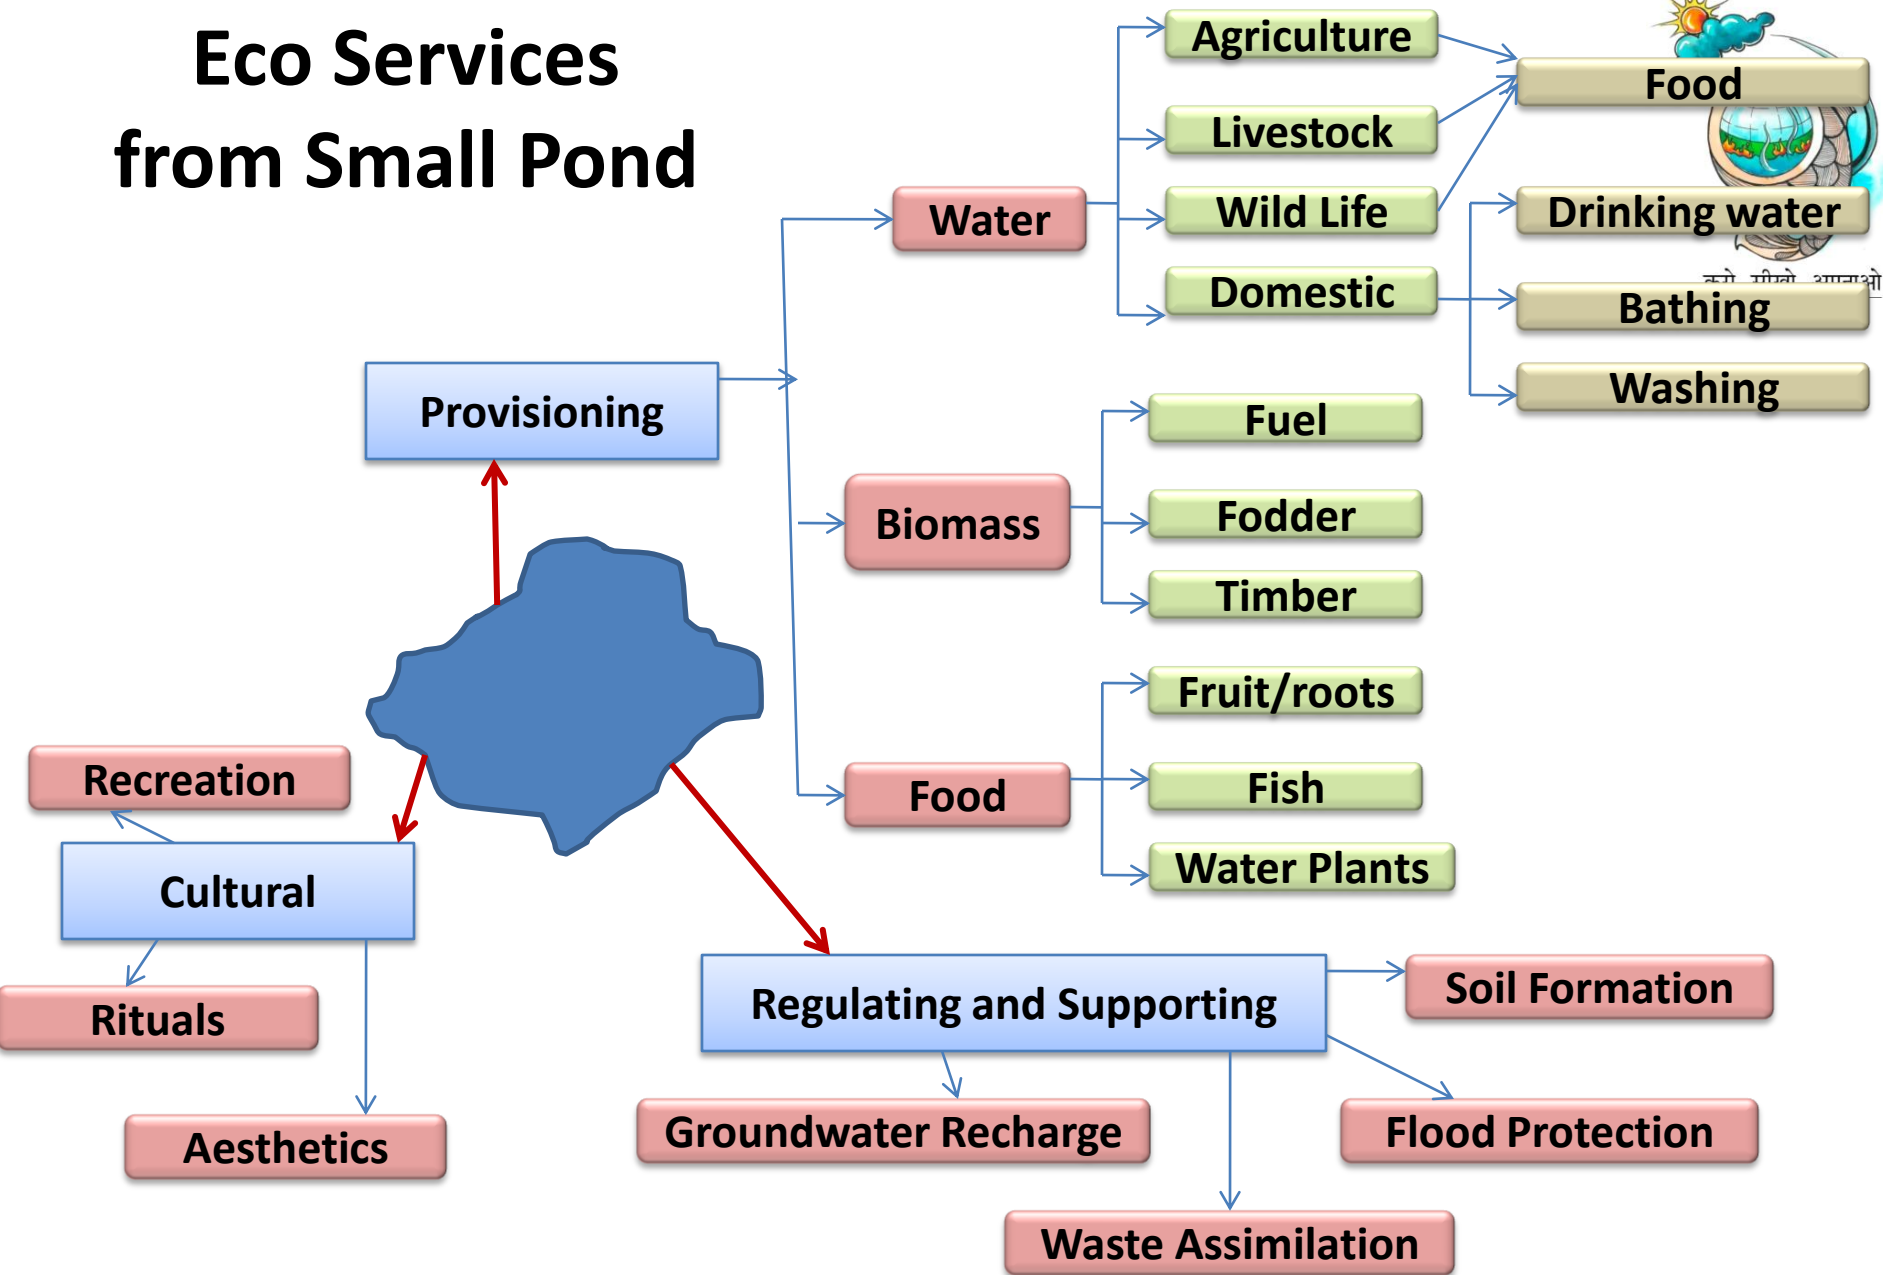 Eco Services
from Small Pond
Agriculture
Food
Livestock
Wild Life
Water
Drinking water
Domestic
Bathing
Washing
Provisioning
Fuel
Biomass
Fodder
Timber
Fruit/roots
Food
Fish
Water Plants
Recreation
Cultural
Rituals
Aesthetics
Regulating and Supporting
Soil Formation
Groundwater Recharge
Flood Protection
Waste Assimilation